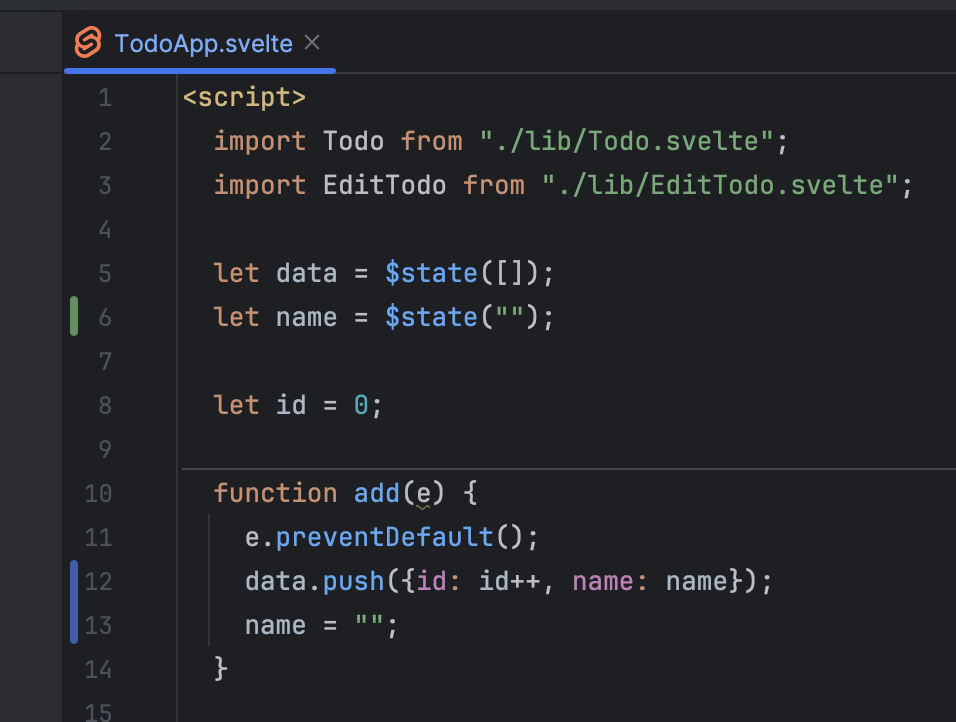 TodoApp.svelte
1 <script>
2   import Todo from "./lib/Todo.svelte";
3   import EditTodo from "./lib/EditTodo.svelte";
4
5   let data = $state([]);
6   let name = $state("");
7
8   let id = 0;
9
10   function add(e) {
11     e.preventDefault();
12     data.push({id: id++, name: name});
13     name = "";
14   }
15